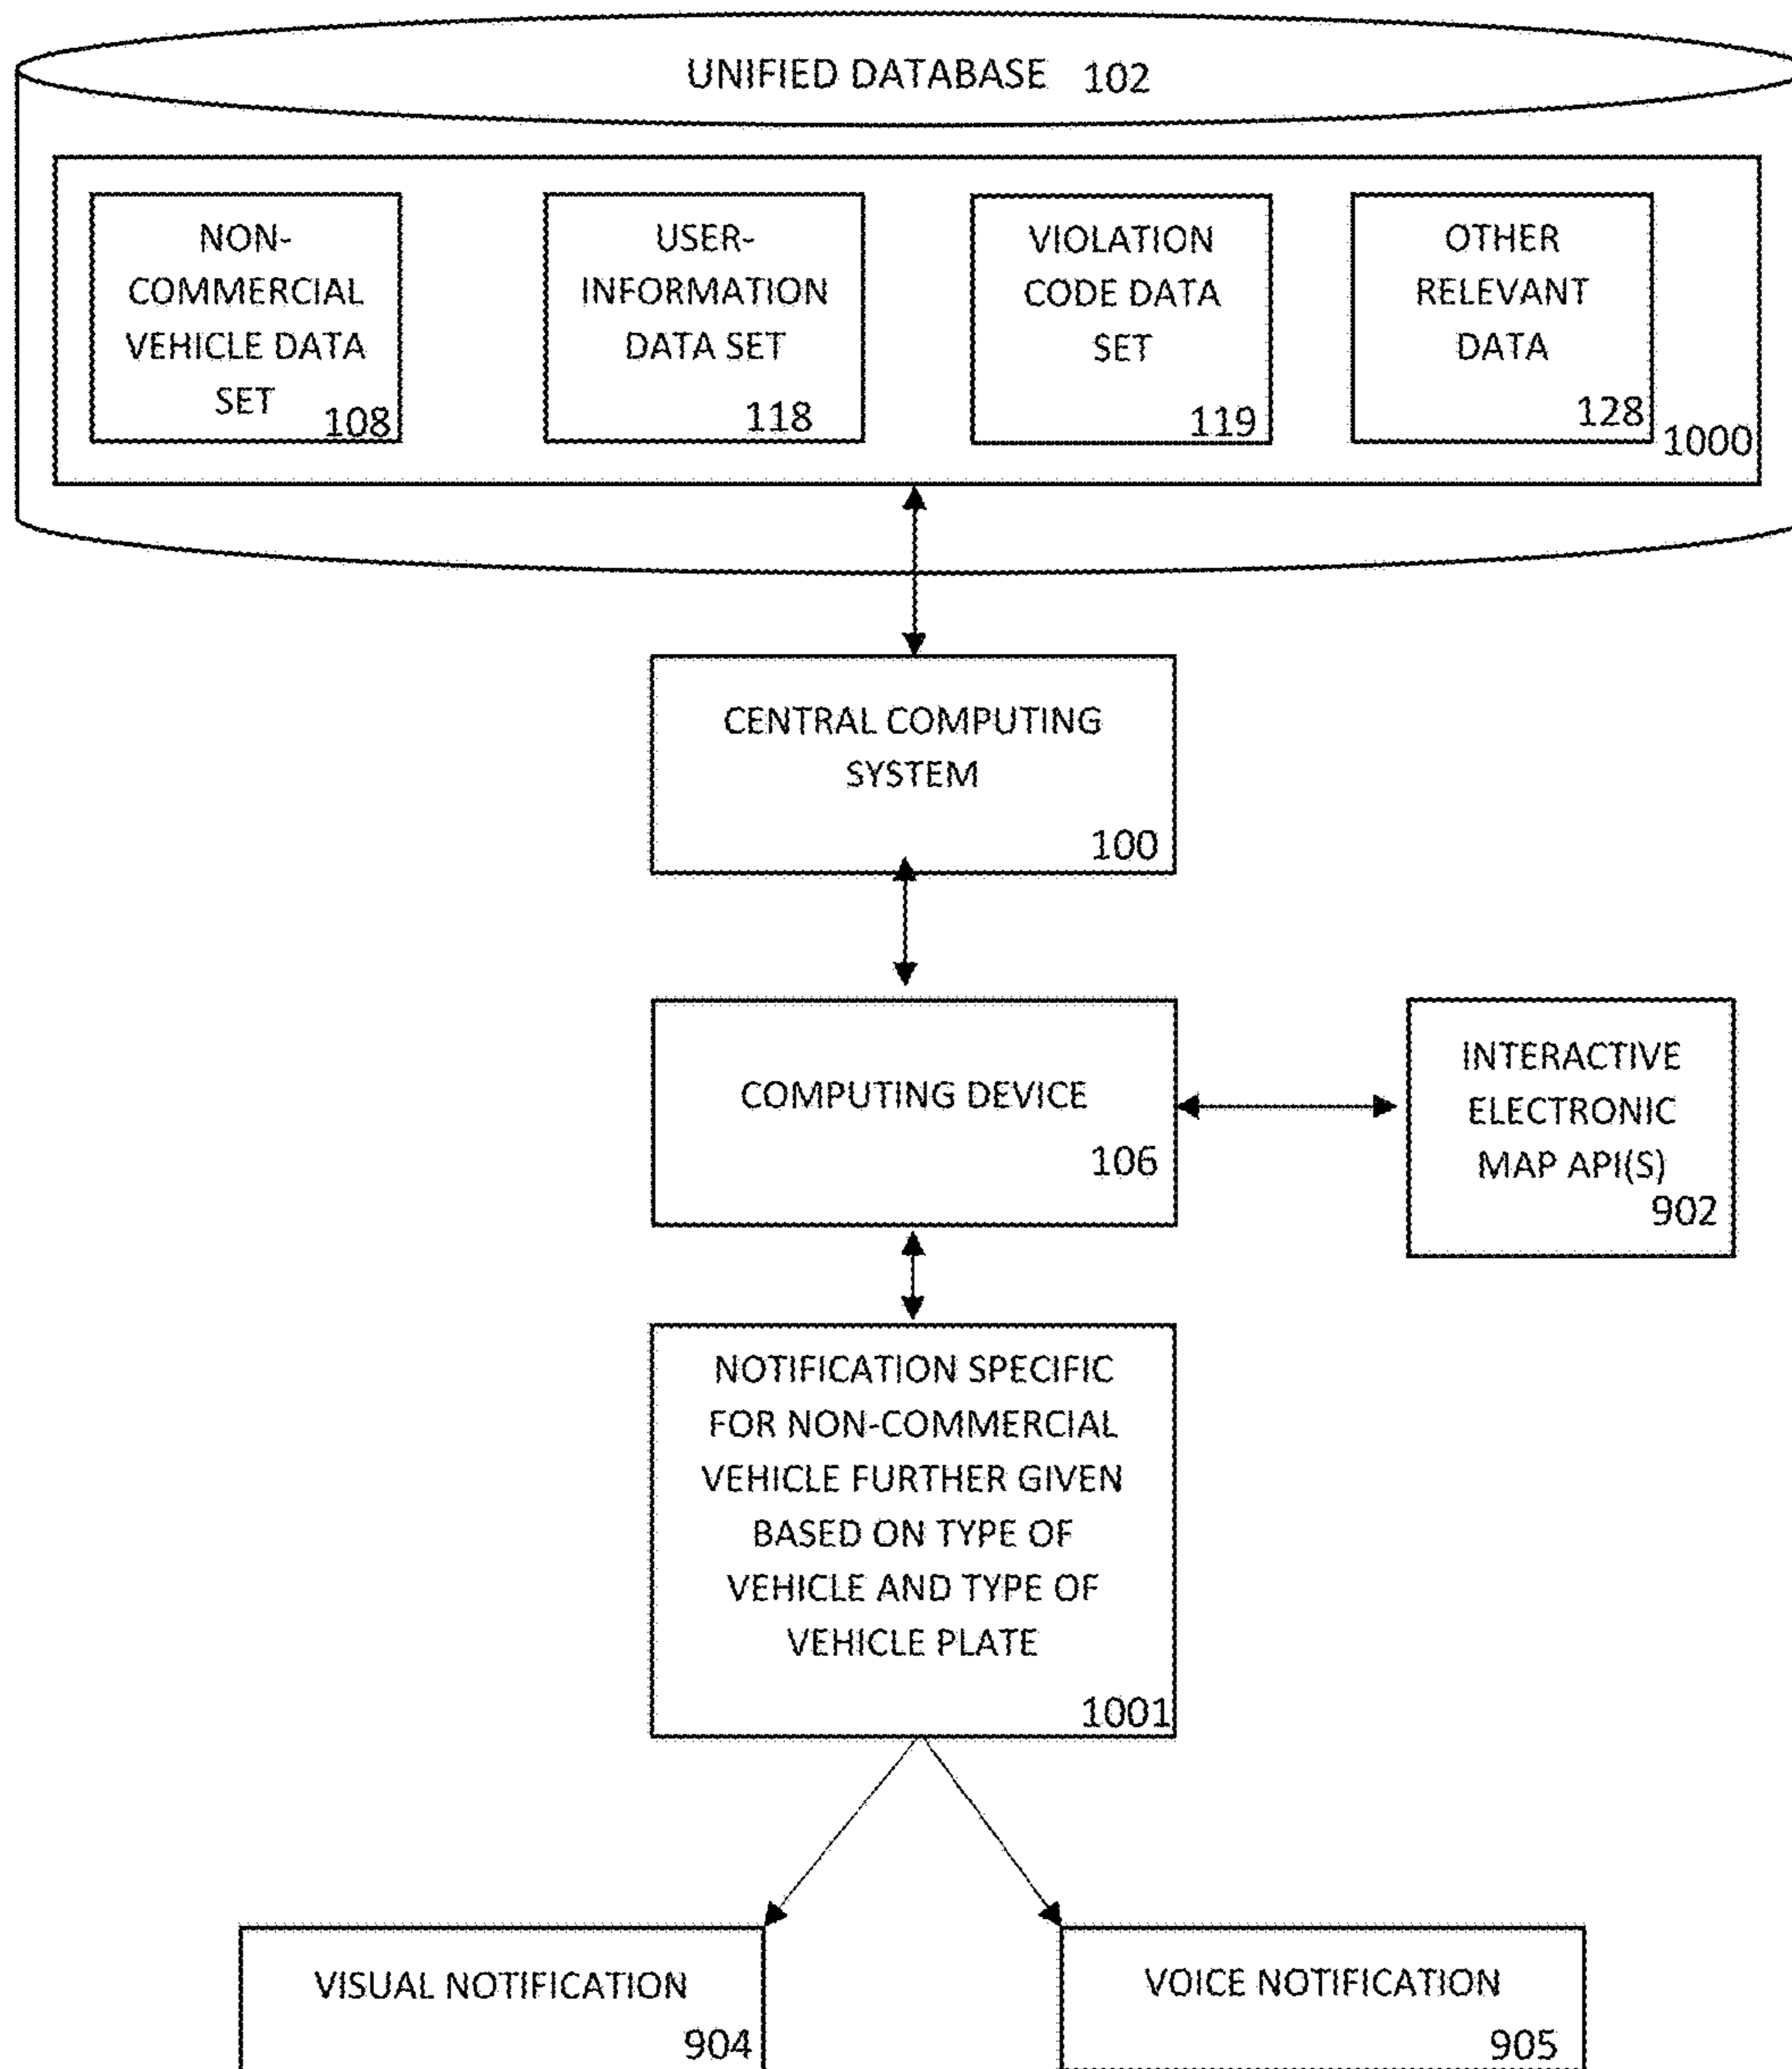 UNIFIED DATABASE 102
NON-
COMMERCIAL
VEHICLE DATA
SET
108
USER-
INFORMATION
DATA SET
118
VIOLATION
CODE DATA
SET
119
OTHER
RELEVANT
DATA
128
1000
CENTRAL COMPUTING
SYSTEM
100
COMPUTING DEVICE
106
INTERACTIVE
ELECTRONIC
MAP API(S)
902
NOTIFICATION SPECIFIC
FOR NON-COMMERCIAL
VEHICLE FURTHER GIVEN
BASED ON TYPE OF
VEHICLE AND TYPE OF
VEHICLE PLATE
1001
VISUAL NOTIFICATION
904
VOICE NOTIFICATION
905